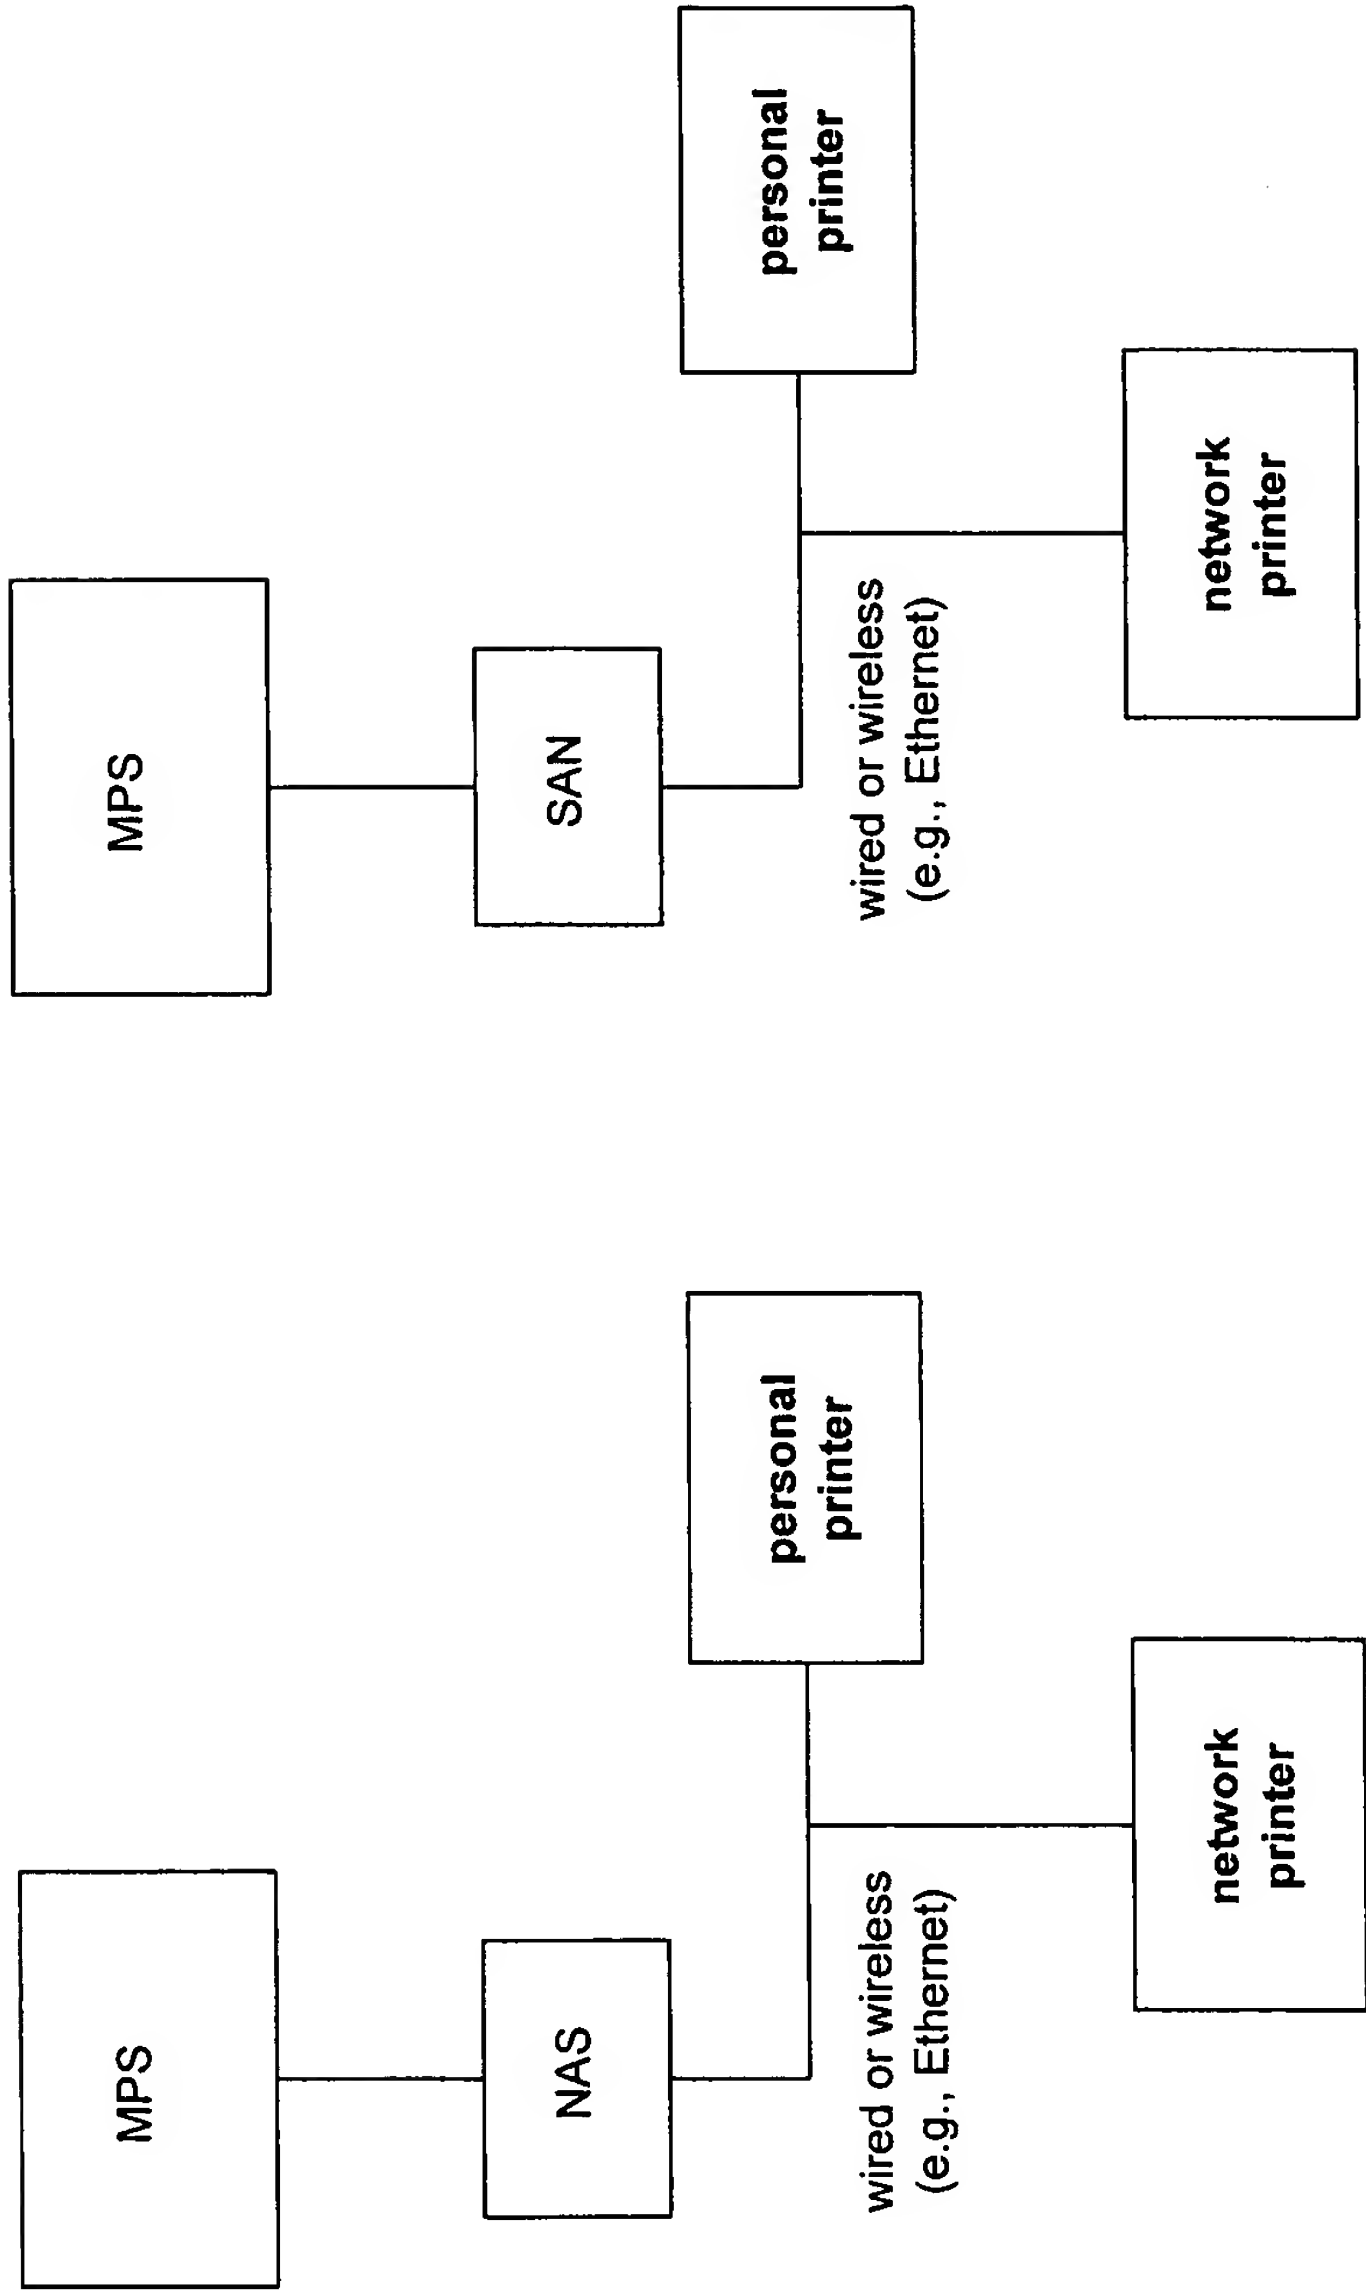 MPS
NAS
wired or wireless
(e.g., Ethernet)
personal
printer
network
printer
MPS
SAN
wired or wireless
(e.g., Ethernet)
personal
printer
network
printer